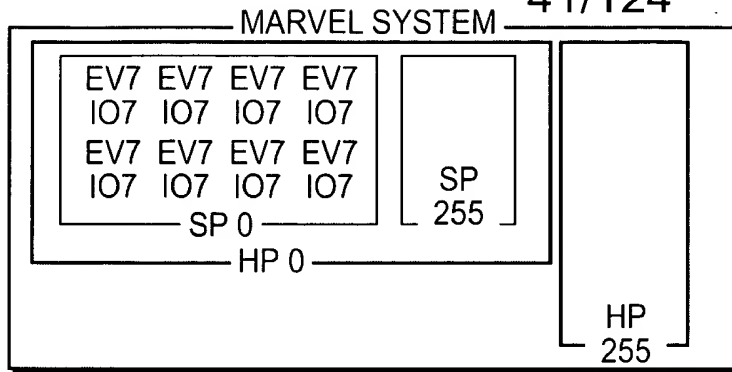 41/124
MARVEL SYSTEM
EV7 EV7 EV7 EV7
IO7 IO7 IO7 IO7
EV7 EV7 EV7 EV7
IO7 IO7 IO7 IO7
SP 0
SP
255
HP 0
HP
255